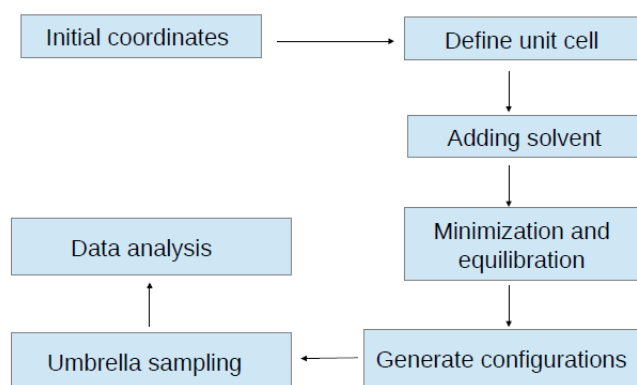 Initial coordinates
Define unit cell
Adding solvent
Minimization and
equilibration
Generate configurations
Umbrella sampling
Data analysis